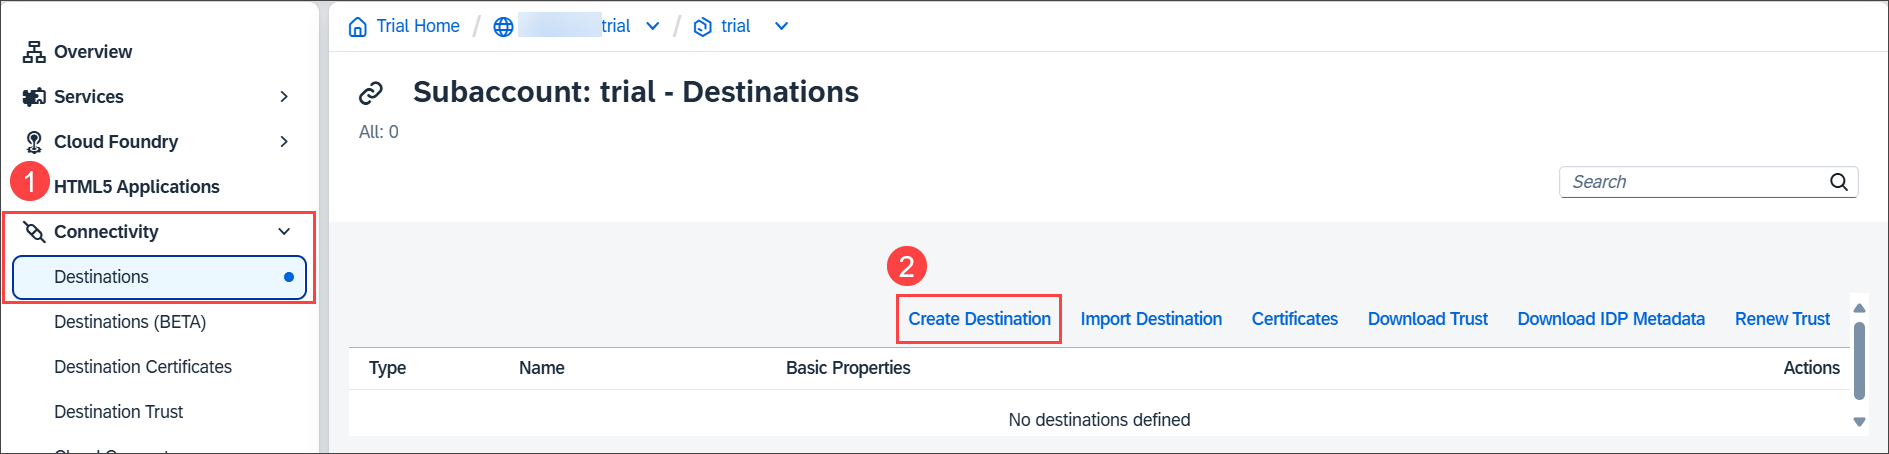 Trial Home / trial / trial
Overview
Services
Cloud Foundry
1
HTML5 Applications
Connectivity
Destinations
Destinations (BETA)
Destination Certificates
Destination Trust
Subaccount: trial - Destinations
All: 0
Search
2
Create Destination Import Destination Certificates Download Trust Download IDP Metadata Renew Trust
Type Name Basic Properties Actions
No destinations defined